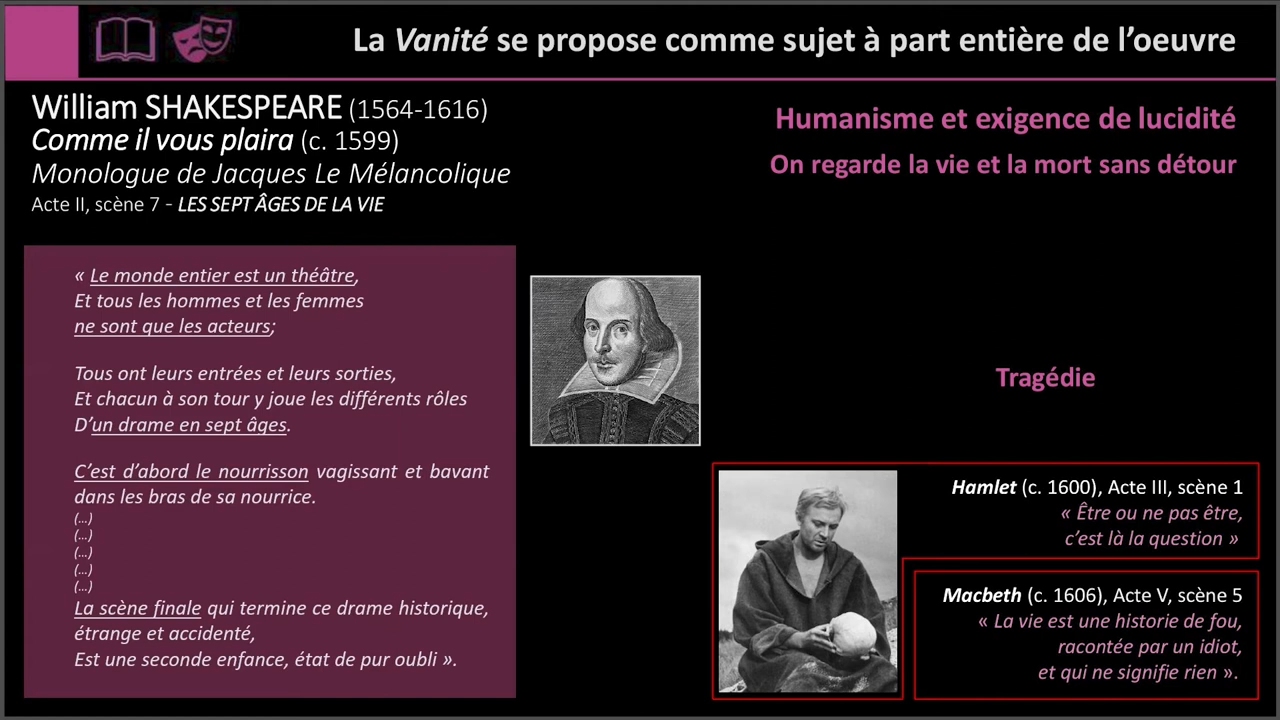 La Vanité se propose comme sujet à part entière de l'oeuvre
William SHAKESPEARE (1564-1616)
Comme il vous plaira (c. 1599)
Monologue de Jacques Le Mélancolique
Acte II, scène 7 - LES SEPT ÂGES DE LA VIE
Humanisme et exigence de lucidité
On regarde la vie et la mort sans détour
« Le monde entier est un théâtre,
Et tous les hommes et les femmes
ne sont que les acteurs;
Tous ont leurs entrées et leurs sorties,
Et chacun à son tour y joue les différents rôles
D'un drame en sept âges.
C'est d'abord le nourrisson vagissant et bavant
dans les bras de sa nourrice.
(...)
(...)
(...)
(...)
(...)
La scène finale qui termine ce drame historique,
étrange et accidenté,
Est une seconde enfance, état de pur oubli ».
Tragédie
Hamlet (c. 1600), Acte III, scène 1
« Être ou ne pas être,
c'est là la question »
Macbeth (c. 1606), Acte V, scène 5
« La vie est une historie de fou,
racontée par un idiot,
et qui ne signifie rien ».